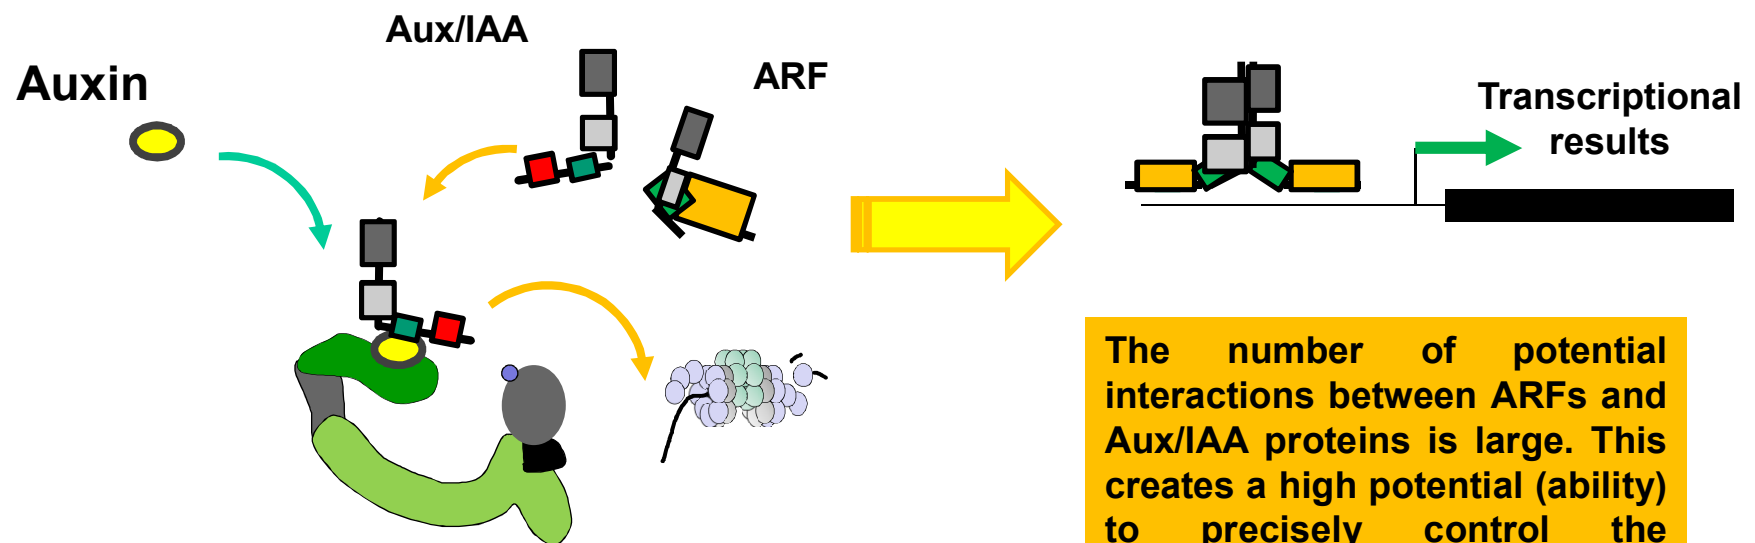 Aux/IAA
Auxin
ARF
Transcriptional
results
The number of potential
interactions between ARFs and
Aux/IAA proteins is large. This
creates a high potential (ability)
to precisely control the